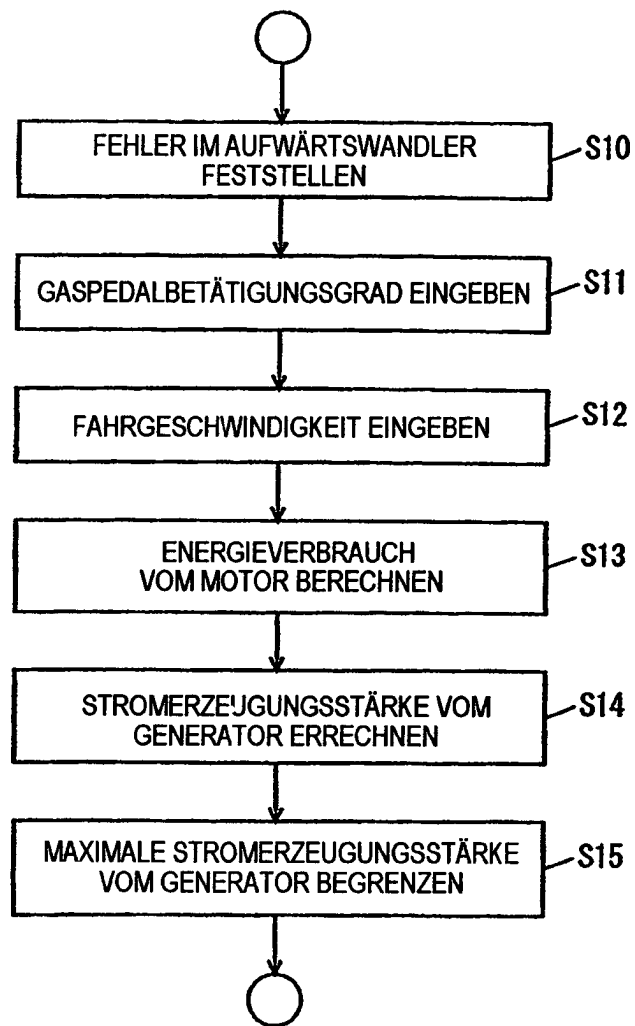 FEHLER IM AUFWÄRTSWANDLER
FESTSTELLEN
S10
GASPEDALBETÄTIGUNGSGRAD EINGEBEN
S11
FAHRGESCHWINDIGKEIT EINGEBEN
S12
ENERGIEVERBRAUCH
VOM MOTOR BERECHNEN
S13
STROMERZEUGUNGSSTÄRKE VOM
GENERATOR ERRECHNEN
S14
MAXIMALE STROMERZEUGUNGSSTÄRKE
VOM GENERATOR BEGRENZEN
S15